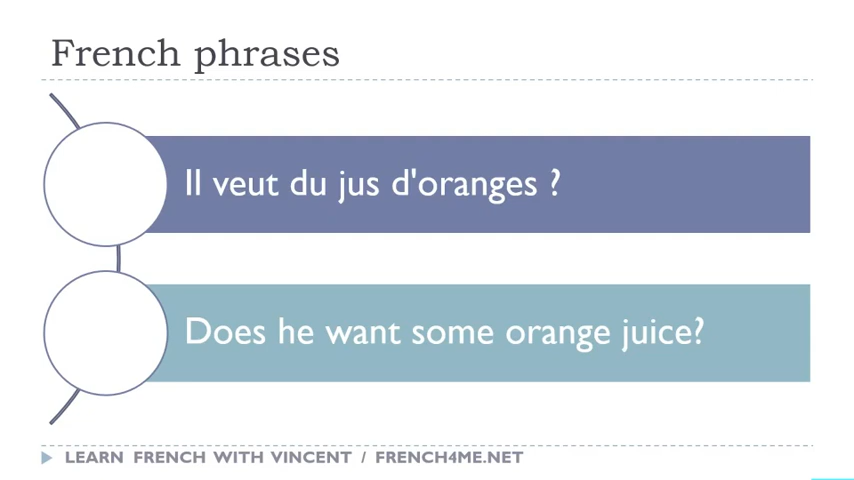 French phrases
Il veut du jus d'oranges ?
Does he want some orange juice?
LEARN FRENCH WITH VINCENT / FRENCH4ME.NET